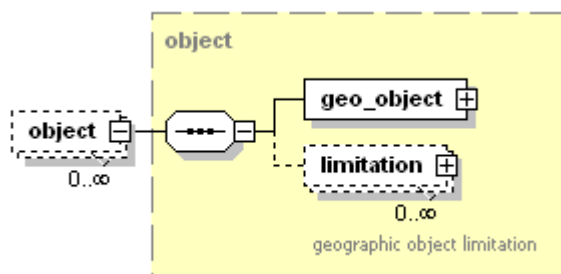 object
geo_object
object
0..∞
limitation
0..∞
geographic object limitation